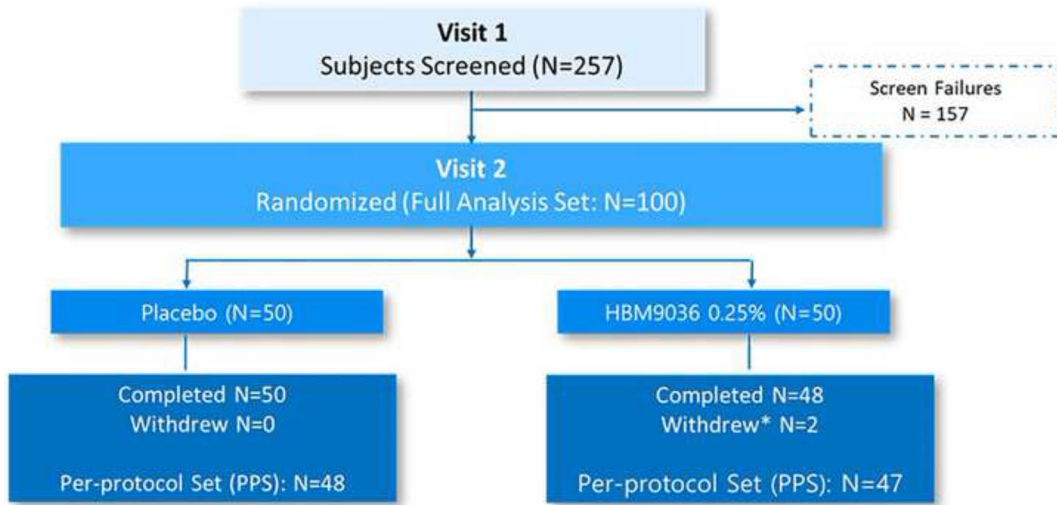 Visit 1
Subjects Screened (N=257)
Screen Failures
N = 157
Visit 2
Randomized (Full Analysis Set: N=100)
Placebo (N=50)
HBM9036 0.25% (N=50)
Completed N=50
Withdrew N=0
Per-protocol Set (PPS): N=48
Completed N=48
Withdrew* N=2
Per-protocol Set (PPS): N=47